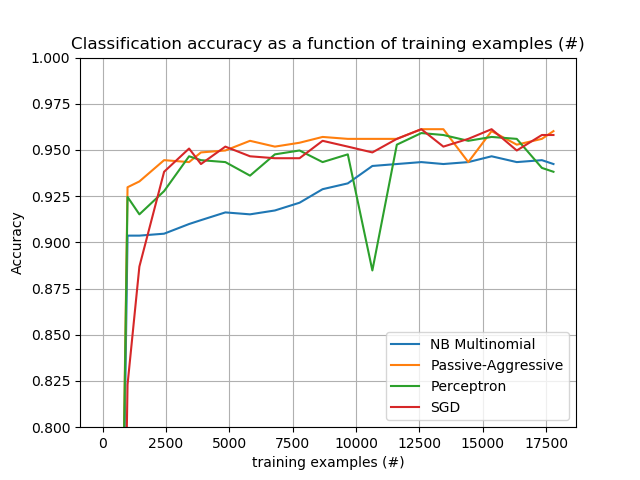 Classification accuracy as a function of training examples (#)
1.000
0.975
0.950
0.925
0.900
0.875
0.850
0.825
0.800
Accuracy
NB Multinomial
Passive-Aggressive
Perceptron
SGD
0 2500 5000 7500 10000 12500 15000 17500
training examples (#)